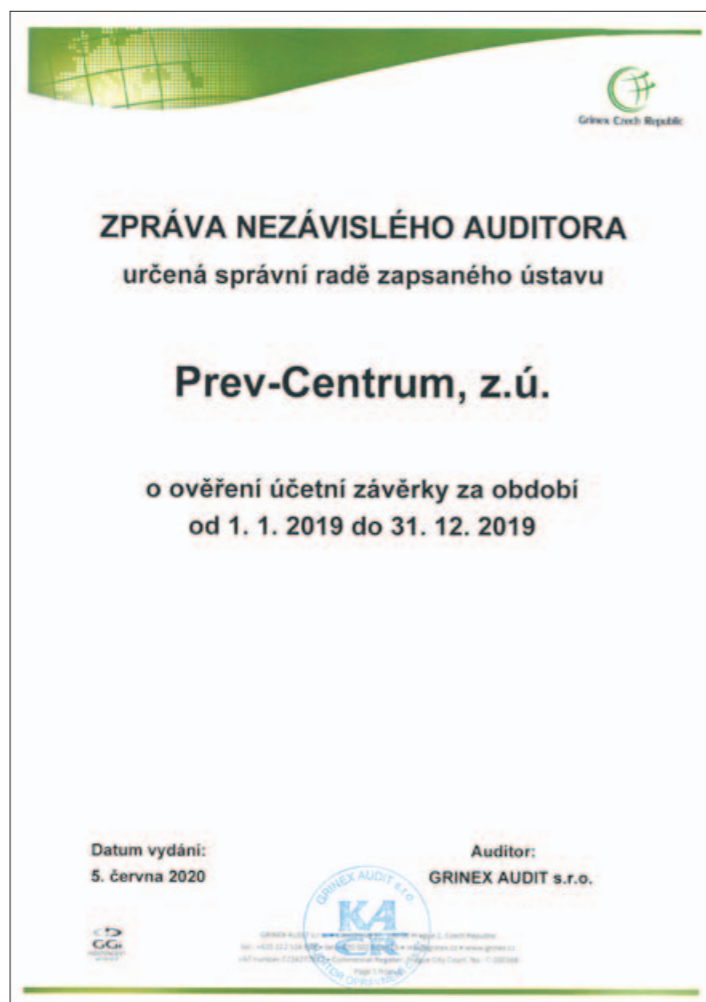 Grinex Czech Republic
ZPRÁVA NEZÁVISLÉHO AUDITORA
určená správní radě zapsaného ústavu
Prev-Centrum, z.ú.
o ověření účetní závěrky za období
od 1. 1. 2019 do 31. 12. 2019
Datum vydání:
5. června 2020
Auditor:
GRINEX AUDIT s.r.o.
GRINEX AUDIT s.r.o.
KA
ČR
GGi
INDEPENDENT
MEMBER